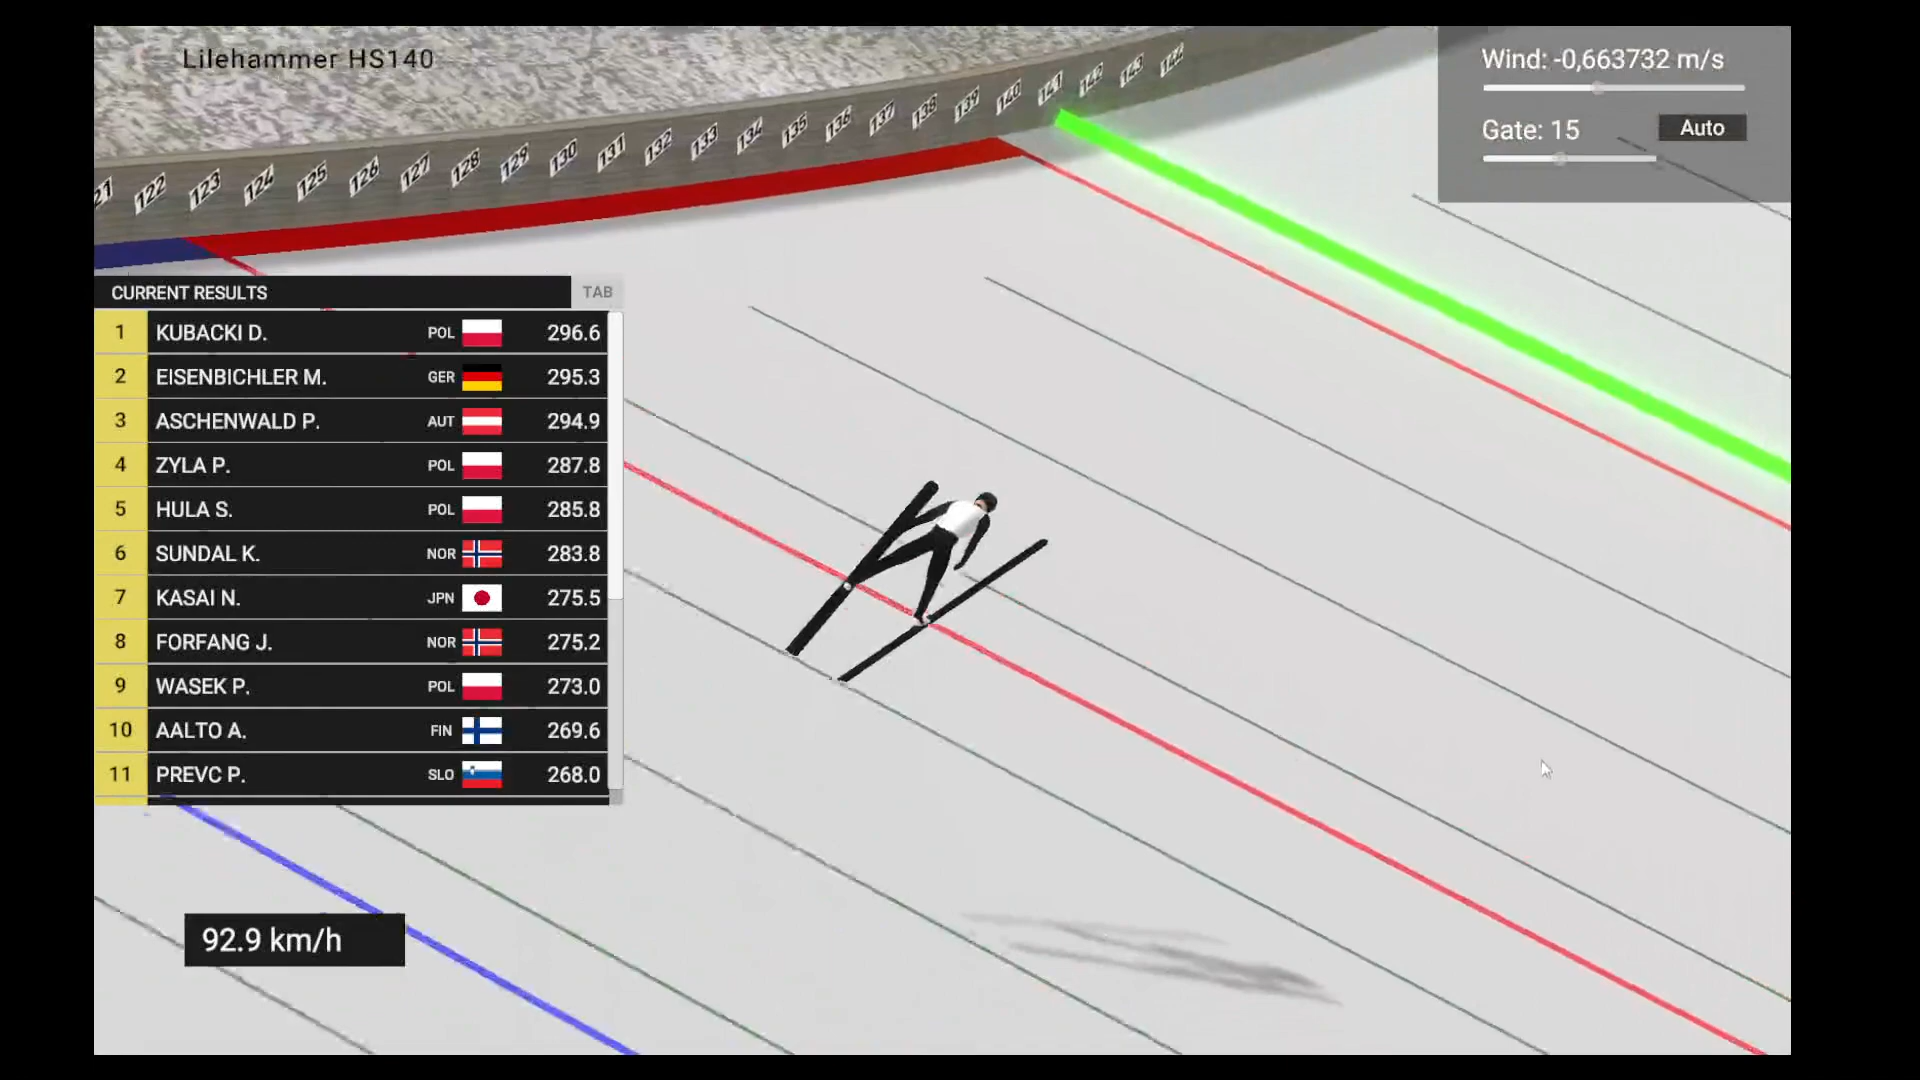 Lilehammer HS140
Wind: -0,663732 m/s
Gate: 15
Auto
122 123 124 125 126 127 128 129 130 131 132 133 134 135 136 137 138 139 140 141 142 143 144
CURRENT RESULTS TAB
1 KUBACKI D. POL 296.6
2 EISENBICHLER M. GER 295.3
3 ASCHENWALD P. AUT 294.9
4 ZYLA P. POL 287.8
5 HULA S. POL 285.8
6 SUNDAL K. NOR 283.8
7 KASAI N. JPN 275.5
8 FORFANG J. NOR 275.2
9 WASEK P. POL 273.0
10 AALTO A. FIN 269.6
11 PREVC P. SLO 268.0
92.9 km/h